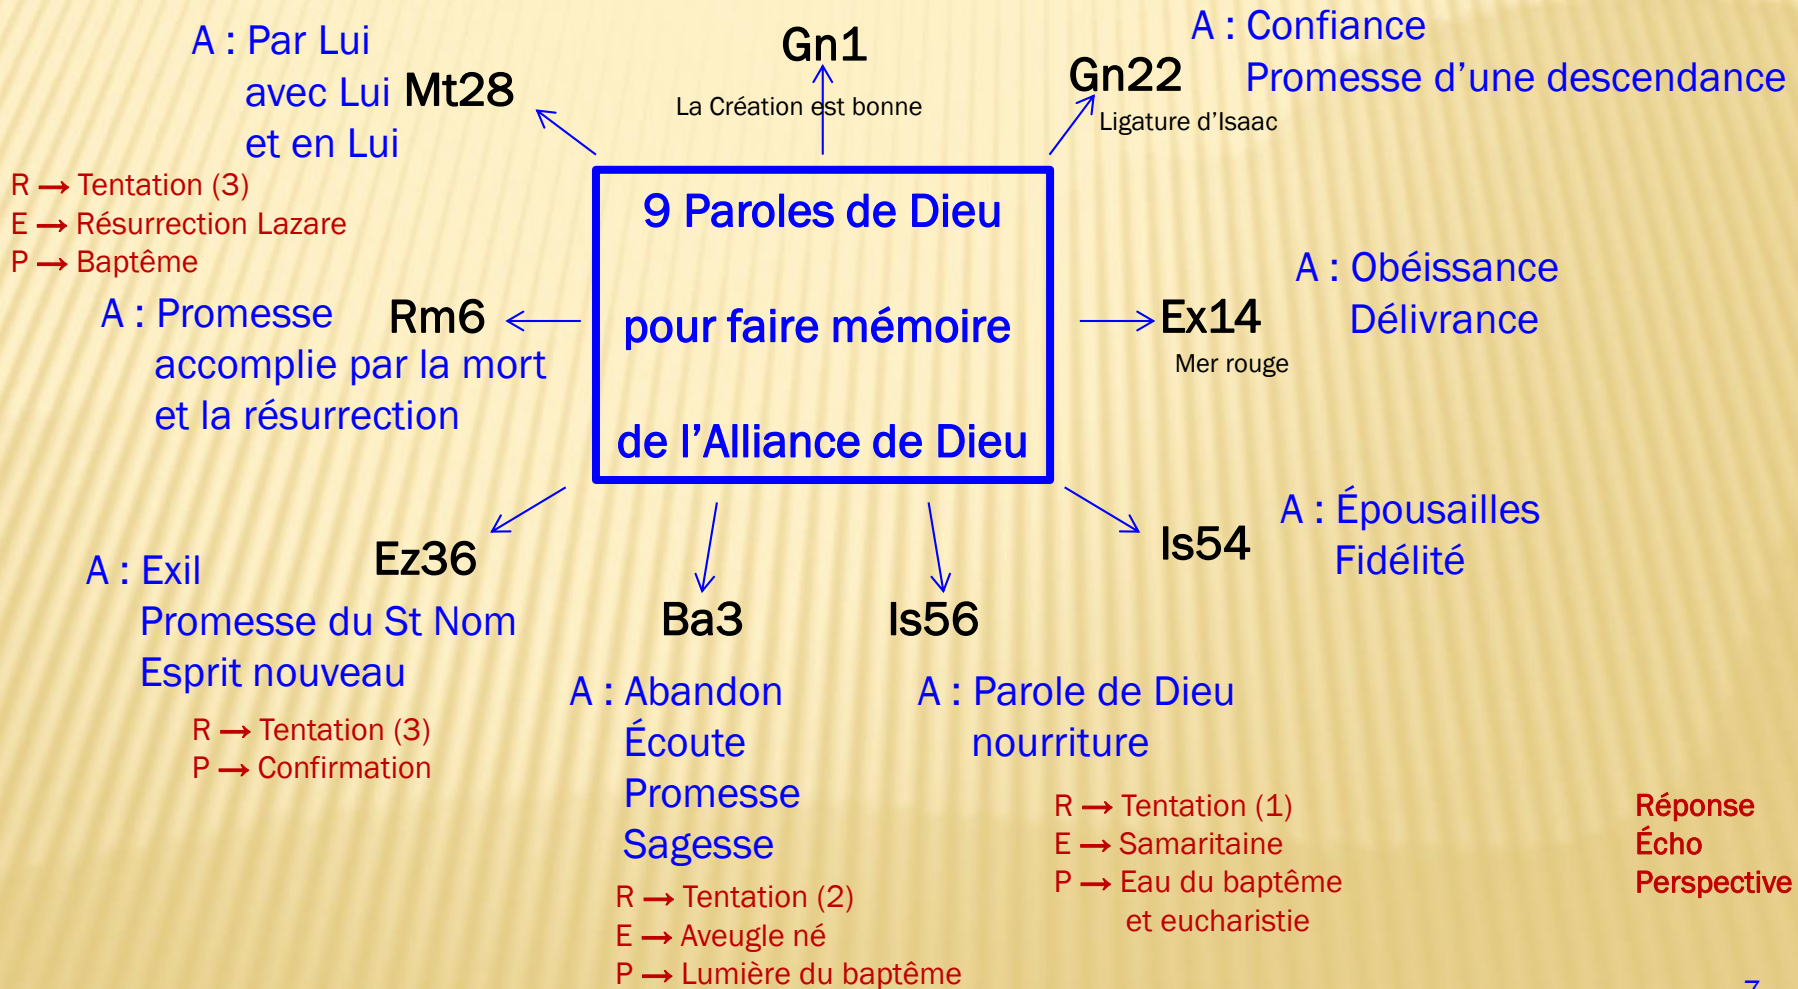 9 Paroles de Dieu
pour faire mémoire
de l'Alliance de Dieu
Gn1
La Création est bonne
Gn22
Ligature d'Isaac
A : Confiance
Promesse d'une descendance
Ex14
Mer rouge
A : Obéissance
Délivrance
Is54
A : Épousailles
Fidélité
Is56
A : Parole de Dieu
nourriture
R → Tentation (1)
E → Samaritaine
P → Eau du baptême
et eucharistie
Ba3
A : Abandon
Écoute
Promesse
Sagesse
R → Tentation (2)
E → Aveugle né
P → Lumière du baptême
Ez36
A : Exil
Promesse du St Nom
Esprit nouveau
R → Tentation (3)
P → Confirmation
Rm6
A : Promesse
accomplie par la mort
et la résurrection
Mt28
A : Par Lui
avec Lui
et en Lui
R → Tentation (3)
E → Résurrection Lazare
P → Baptême
Réponse
Écho
Perspective